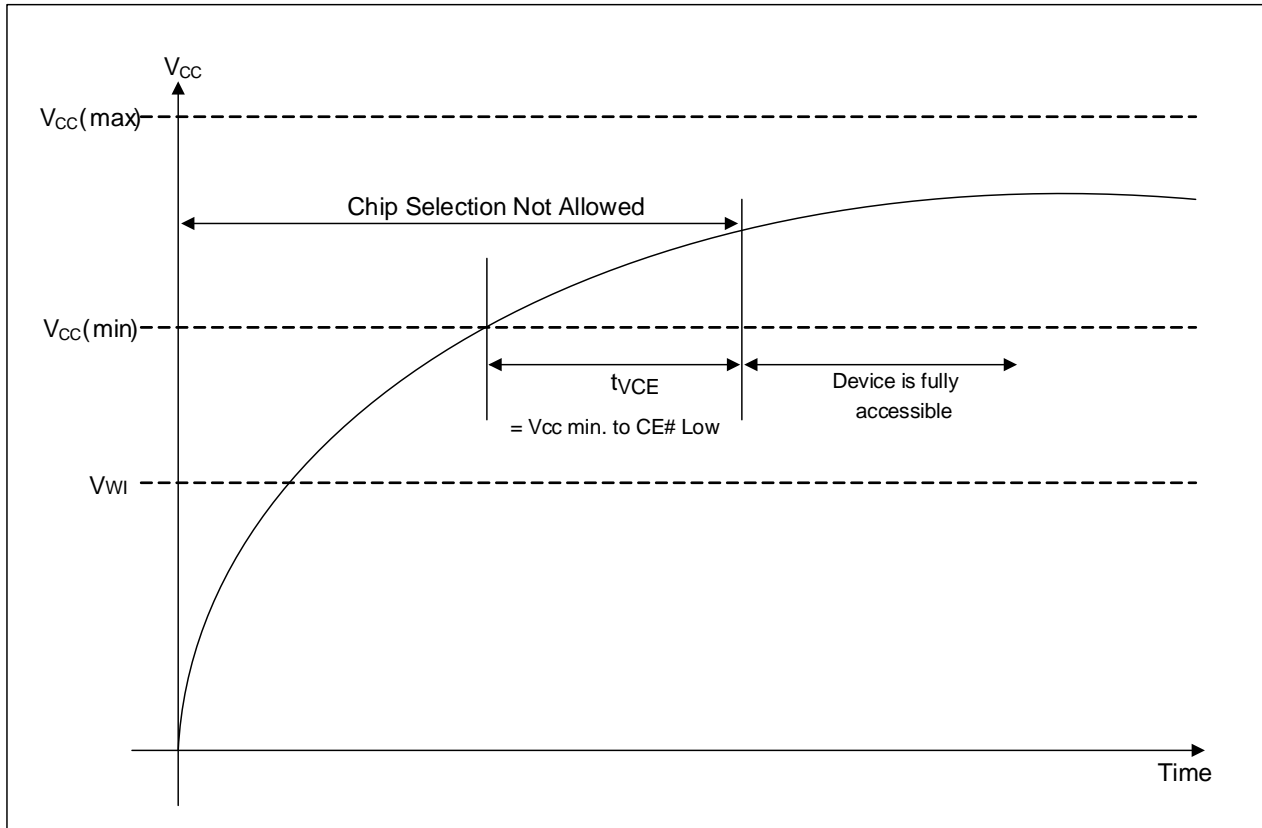 VCC
VCC(max)
Chip Selection Not Allowed
VCC(min)
tVCE
= Vcc min. to CE# Low
Device is fully
accessible
VWI
Time